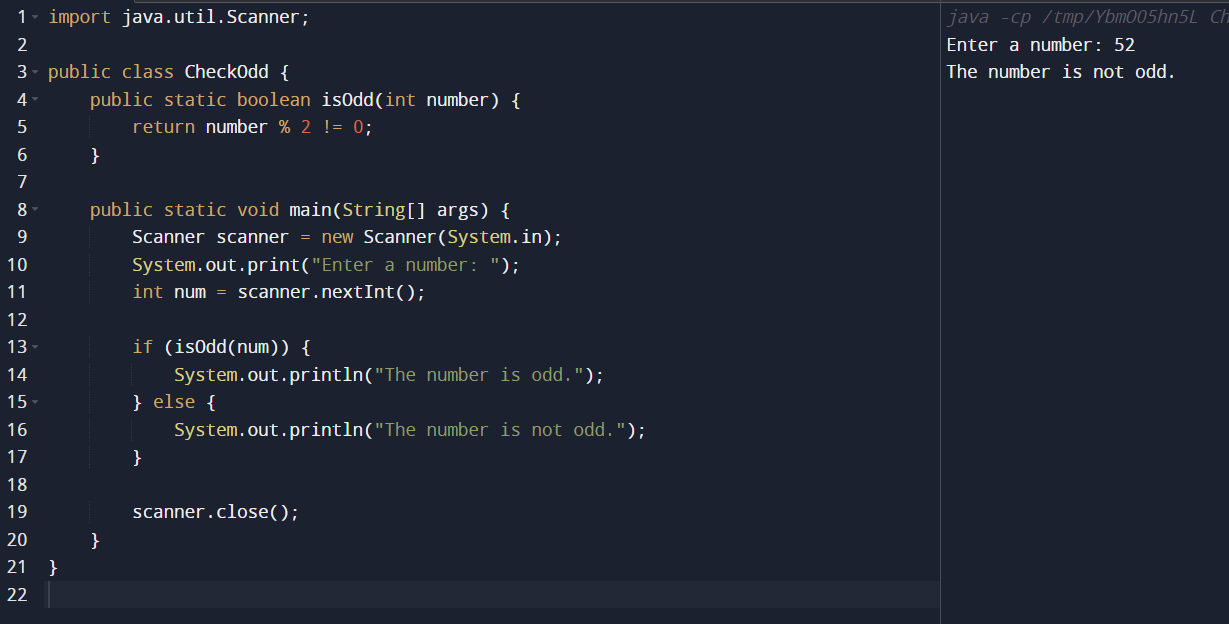 1 import java.util.Scanner;
2
3 public class CheckOdd {
4     public static boolean isOdd(int number) {
5         return number % 2 != 0;
6     }
7
8     public static void main(String[] args) {
9         Scanner scanner = new Scanner(System.in);
10         System.out.print("Enter a number: ");
11         int num = scanner.nextInt();
12
13         if (isOdd(num)) {
14             System.out.println("The number is odd.");
15         } else {
16             System.out.println("The number is not odd.");
17         }
18
19         scanner.close();
20     }
21 }
22
java -cp /tmp/YbmO05hn5L Ch
Enter a number: 52
The number is not odd.